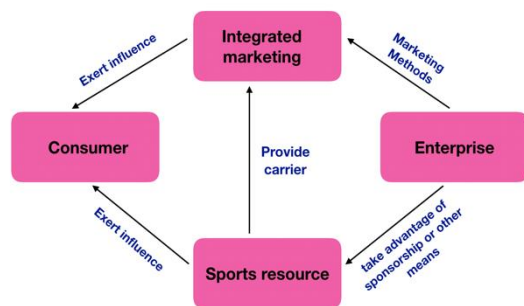 Integrated
marketing
Exert influence
Marketing
Methods
Consumer
Provide
carrier
Enterprise
Exert influence
take advantage of
sponsorship or other
means
Sports resource